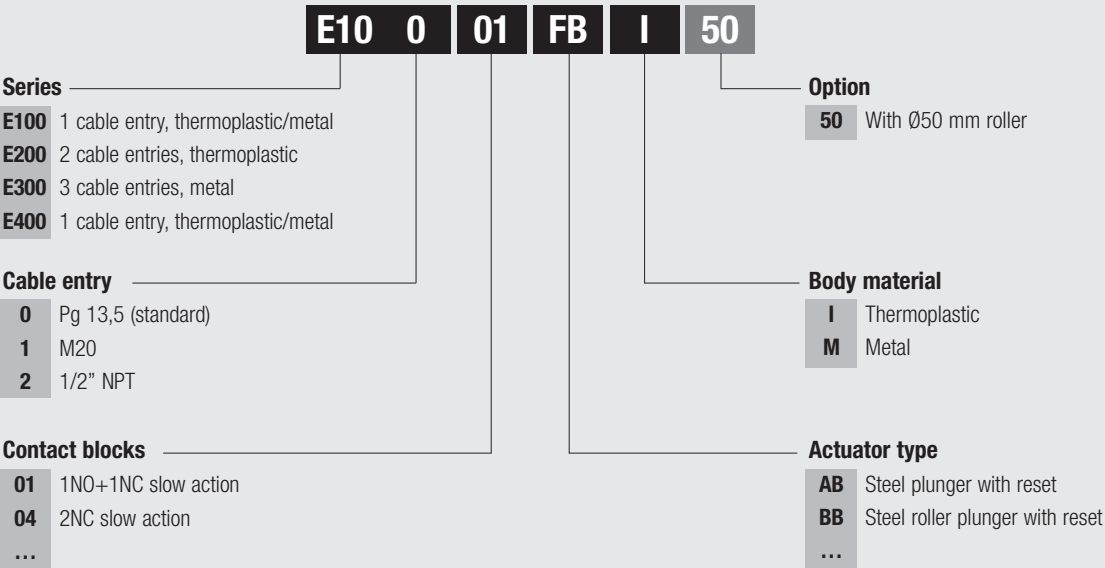 E10 0 01 FB I 50
Series
E100 1 cable entry, thermoplastic/metal
E200 2 cable entries, thermoplastic
E300 3 cable entries, metal
E400 1 cable entry, thermoplastic/metal
Cable entry
0 Pg 13,5 (standard)
1 M20
2 1/2” NPT
Contact blocks
01 1NO+1NC slow action
04 2NC slow action
...
Option
50 With Ø50 mm roller
Body material
I Thermoplastic
M Metal
Actuator type
AB Steel plunger with reset
BB Steel roller plunger with reset
...